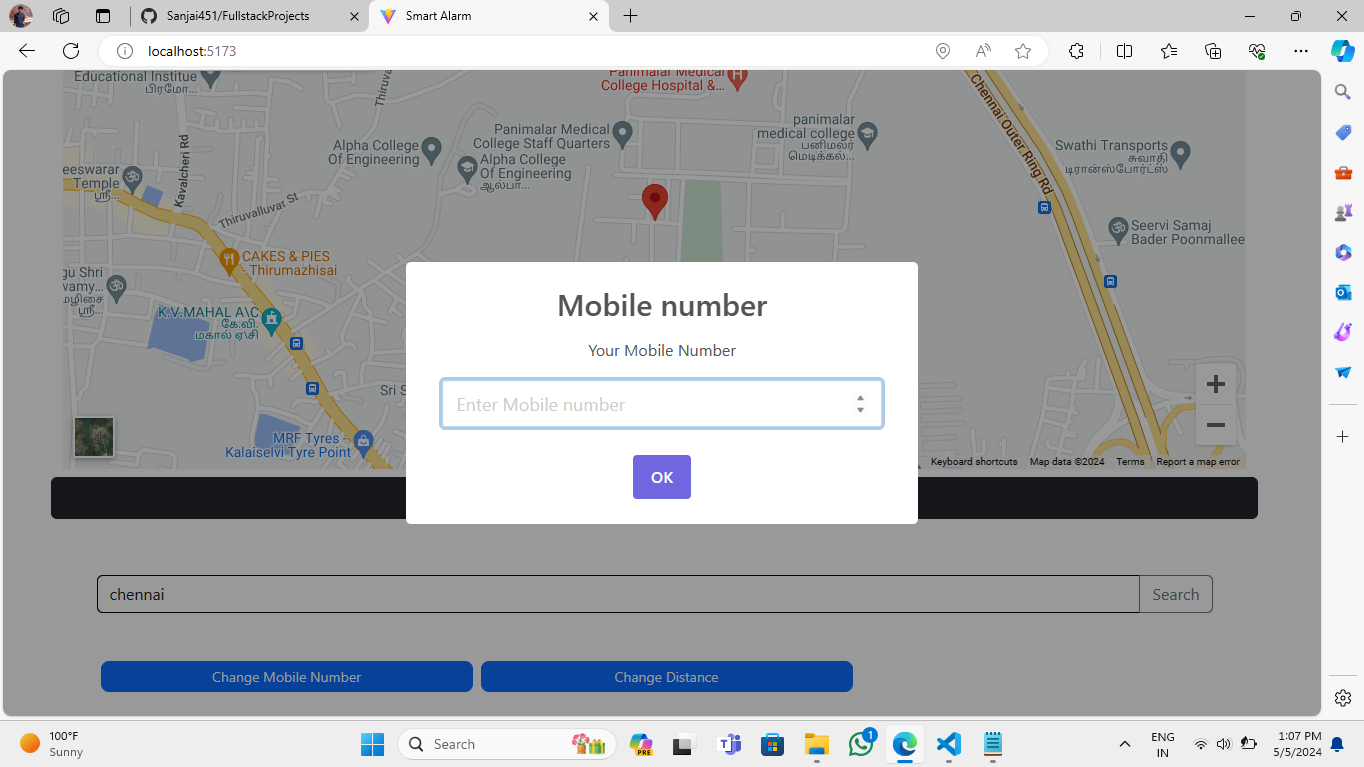 Sanjai451/FullstackProjects
Smart Alarm
localhost:5173
Educational Institue
பிரமோ...
Thiruva
Panimalar Medical
College Hospital &...
Chennai Outer Ring Rd
Kavalcheri Rd
Alpha College
Of Engineering
Panimalar Medical
College Staff Quarters
Alpha College
Of Engineering
ஆல்பா...
panimalar
medical college
பனிமலர்
மெடிக்கல்...
Swathi Transports
சுவாதி
டிரான்ஸ்போர்ட்ஸ்
eeswarar
Temple
ஸ்ரீ...
Thiruvalluvar St
Seervi Samaj
Bader Poonmallee
CAKES & PIES
- Thirumazhisai
gu Shri
wamy...
மழிசை
ஸ்ரீ...
K.V.MAHAL A\C
கே.வி.
மகால் ஏ\சி
Sri S
MRF Tyres -
Kalaiselvi Tyre Point
Mobile number
Your Mobile Number
Enter Mobile number
OK
Keyboard shortcuts
Map data ©2024
Terms
Report a map error
chennai
Search
Change Mobile Number
Change Distance
100°F
Sunny
Search
PRE
1
ENG
IN
1:07 PM
5/5/2024